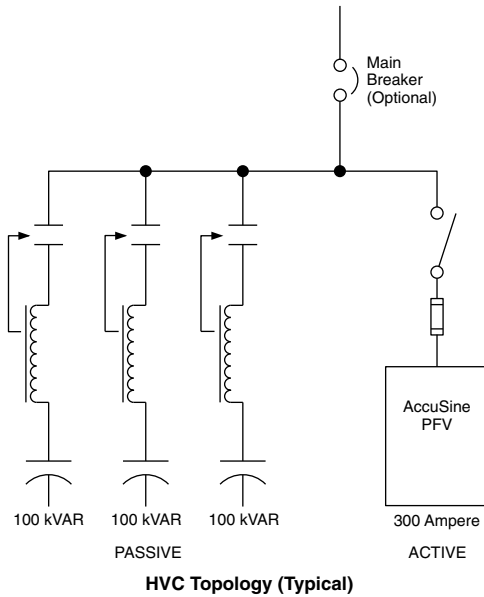 Main
Breaker
(Optional)
AccuSine
PFV
100 kVAR
100 kVAR
100 kVAR
300 Ampere
PASSIVE
ACTIVE
HVC Topology (Typical)